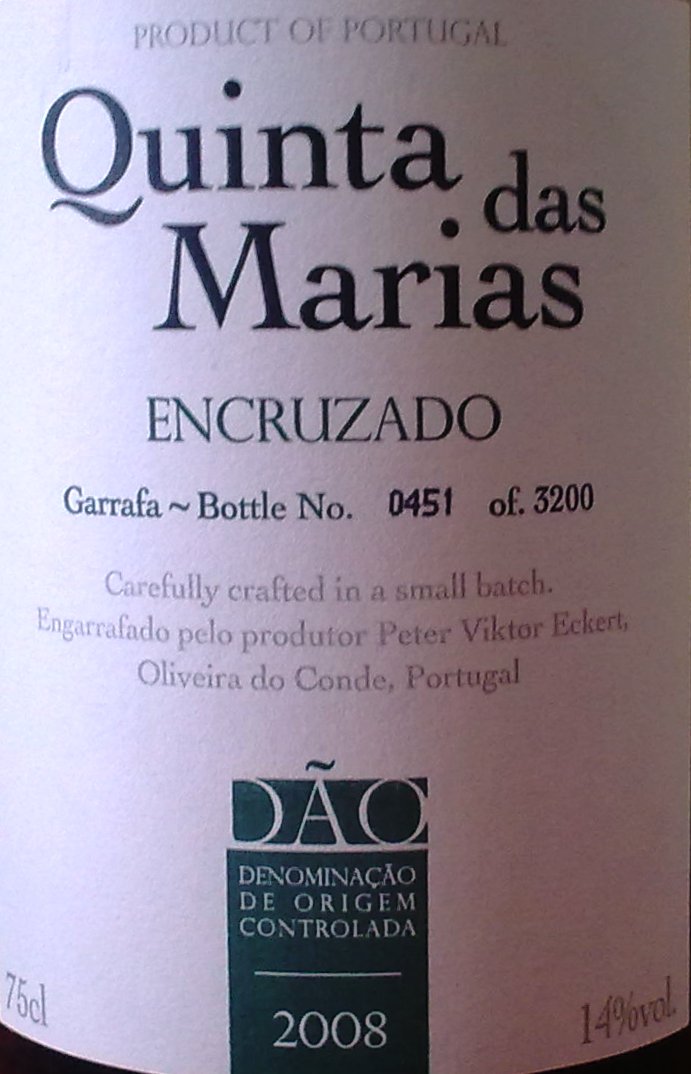 PRODUCT OF PORTUGAL
Quinta das
Marias
ENCRUZADO
Garrafa ~ Bottle No. 0451 of. 3200
Carefully crafted in a small batch.
Engarrafado pelo produtor Peter Viktor Eckert,
Oliveira do Conde, Portugal
DÃO
DENOMINAÇÃO
DE ORIGEM
CONTROLADA
2008
75cl
14%vol.